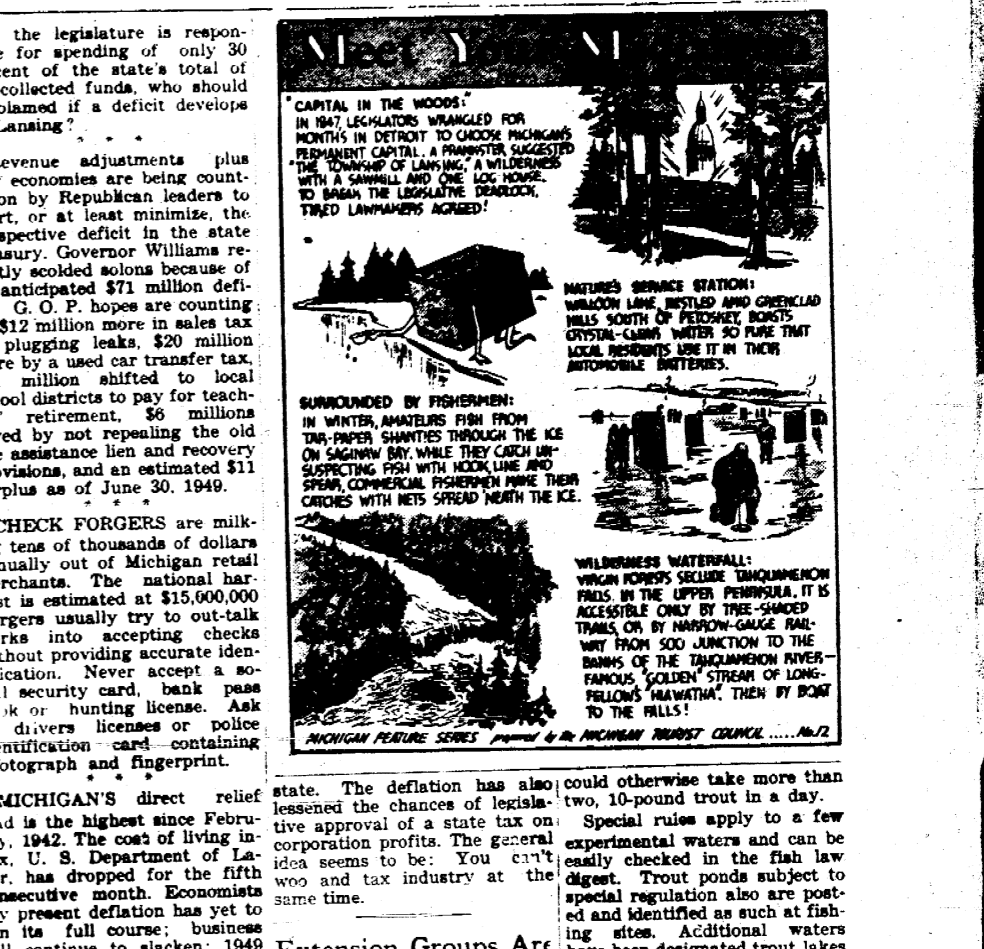 the legislature is respon-
e for spending of only 30
cent of the state's total of
collected funds, who should
blamed if a deficit develops
Lansing?
* * *
evenue adjustments plus
economies are being count-
on by Republican leaders to
rt, or at least minimize, the
spective deficit in the state
asury. Governor Williams re-
tly scolded solons because of
anticipated $71 million defi-
G. O. P. hopes are counting
$12 million more in sales tax
plugging leaks, $20 million
re by a used car transfer tax,
million shifted to local
ool districts to pay for teach-
retirement, $6 millions
ed by not repealing the old
assistance lien and recovery
ovisions, and an estimated $11
rplus as of June 30, 1949.
* * *
CHECK FORGERS are milk-
tens of thousands of dollars
nually out of Michigan retail
erchants. The national har-
st is estimated at $15,000,000
rgers usually try to out-talk
rks into accepting checks
thout providing accurate iden-
ication. Never accept a so-
l security card, bank pass
ok or hunting license. Ask
drivers licenses or police
entification card containing
otograph and fingerprint.
* * *
MICHIGAN'S direct relief
ad is the highest since Febru-
y, 1942. The cost of living in-
x, U. S. Department of La-
r, has dropped for the fifth
nsecutive month. Economists
y present deflation has yet to
n its full course; business
ll continue to slacken; 1949
Meet Your Michigan
"CAPITAL IN THE WOODS:"
IN 1847, LEGISLATORS WRANGLED FOR
MONTHS IN DETROIT TO CHOOSE MICHIGAN'S
PERMANENT CAPITAL. A PRANKSTER SUGGESTED
"THE TOWNSHIP OF LANSING," A WILDERNESS
WITH A SAWMILL AND ONE LOG HOUSE.
TO BREAK THE LEGISLATIVE DEADLOCK,
TIRED LAWMAKERS AGREED!
NATURE'S SERVICE STATION:
WALLOON LAKE, NESTLED AMID GREENCLAD
HILLS SOUTH OF PETOSKEY, BOASTS
CRYSTAL-CLEAR WATER SO PURE THAT
LOCAL RESIDENTS USE IT IN THEIR
AUTOMOBILE BATTERIES.
SURROUNDED BY FISHERMEN:
IN WINTER, AMATEURS FISH FROM
TAR-PAPER SHANTIES THROUGH THE ICE
ON SAGINAW BAY. WHILE THEY CATCH UN-
SUSPECTING FISH WITH HOOK, LINE AND
SPEAR, COMMERCIAL FISHERMEN MAKE THEIR
CATCHES WITH NETS SPREAD 'NEATH THE ICE.
WILDERNESS WATERFALL:
VIRGIN FORESTS SECLUDE TAHQUAMENON
FALLS. IN THE UPPER PENINSULA, IT IS
ACCESSIBLE ONLY BY TREE-SHADED
TRAILS, OR BY NARROW-GAUGE RAIL-
WAY FROM SOO JUNCTION TO THE
BANKS OF THE TAHQUAMENON RIVER—
FAMOUS "GOLDEN" STREAM OF LONG-
FELLOW'S "HIAWATHA". THEN BY BOAT
TO THE FALLS!
MICHIGAN FEATURE SERIES prepared by the MICHIGAN TOURIST COUNCIL.....No.12
state. The deflation has also
lessened the chances of legisla-
tive approval of a state tax on
corporation profits. The general
idea seems to be: You can't
woo and tax industry at the
same time.
Extension Groups Are
could otherwise take more than
two, 10-pound trout in a day.
Special rules apply to a few
experimental waters and can be
easily checked in the fish law
digest. Trout ponds subject to
special regulation also are post-
ed and identified as such at fish-
ing sites. Additional waters
have been designated trout lakes